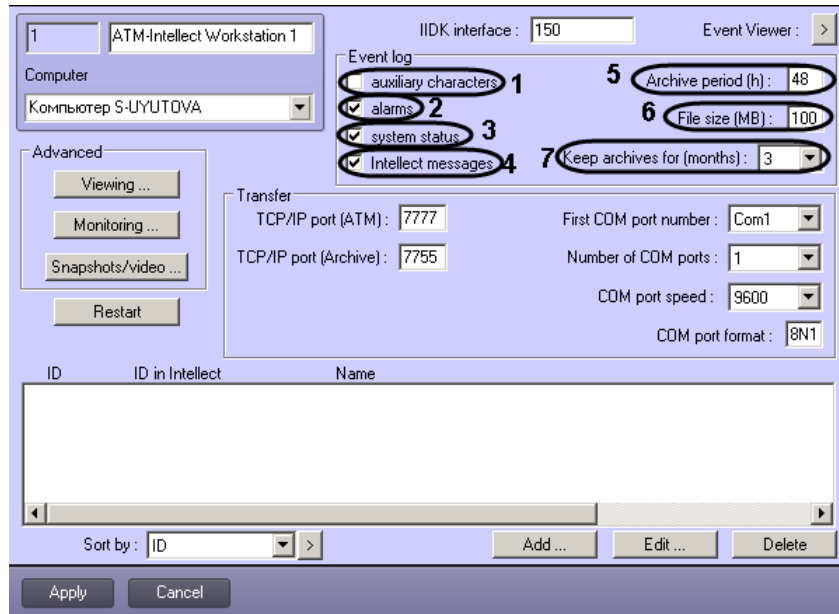 1 ATM-Intellect Workstation 1 IIDK interface : 150 Event Viewer : >
Computer
Компьютер S-UYUTOVA
Event log
auxiliary characters 1
alarms 2
system status 3
Intellect messages 4
5 Archive period (h) : 48
6 File size (MB) : 100
7 Keep archives for (months) : 3
Advanced
Viewing ...
Monitoring ...
Snapshots/video ...
Restart
Transfer
TCP/IP port (ATM) : 7777
TCP/IP port (Archive) : 7755
First COM port number : Com1
Number of COM ports : 1
COM port speed : 9600
COM port format : 8N1
ID ID in Intellect Name
Sort by : ID > Add ... Edit ... Delete
Apply Cancel